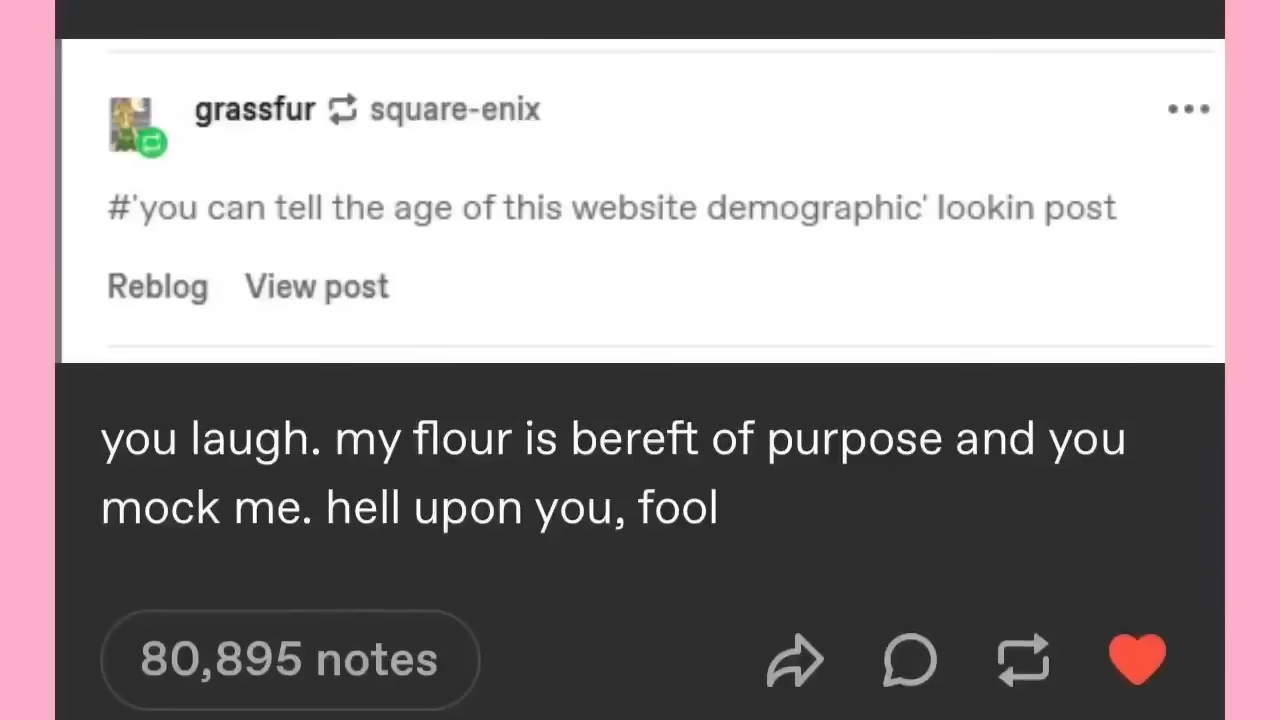 grassfur square-enix
#'you can tell the age of this website demographic' lookin post
Reblog View post
you laugh. my flour is bereft of purpose and you
mock me. hell upon you, fool
80,895 notes